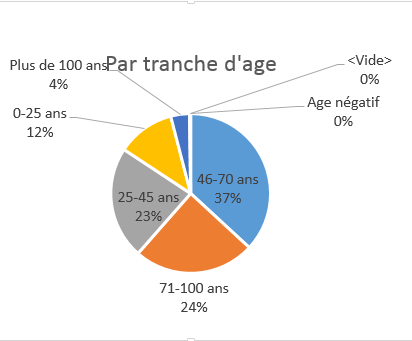 Par tranche d'age
<Vide>
0%
Plus de 100 ans
4%
Age négatif
0%
0-25 ans
12%
46-70 ans
37%
25-45 ans
23%
71-100 ans
24%